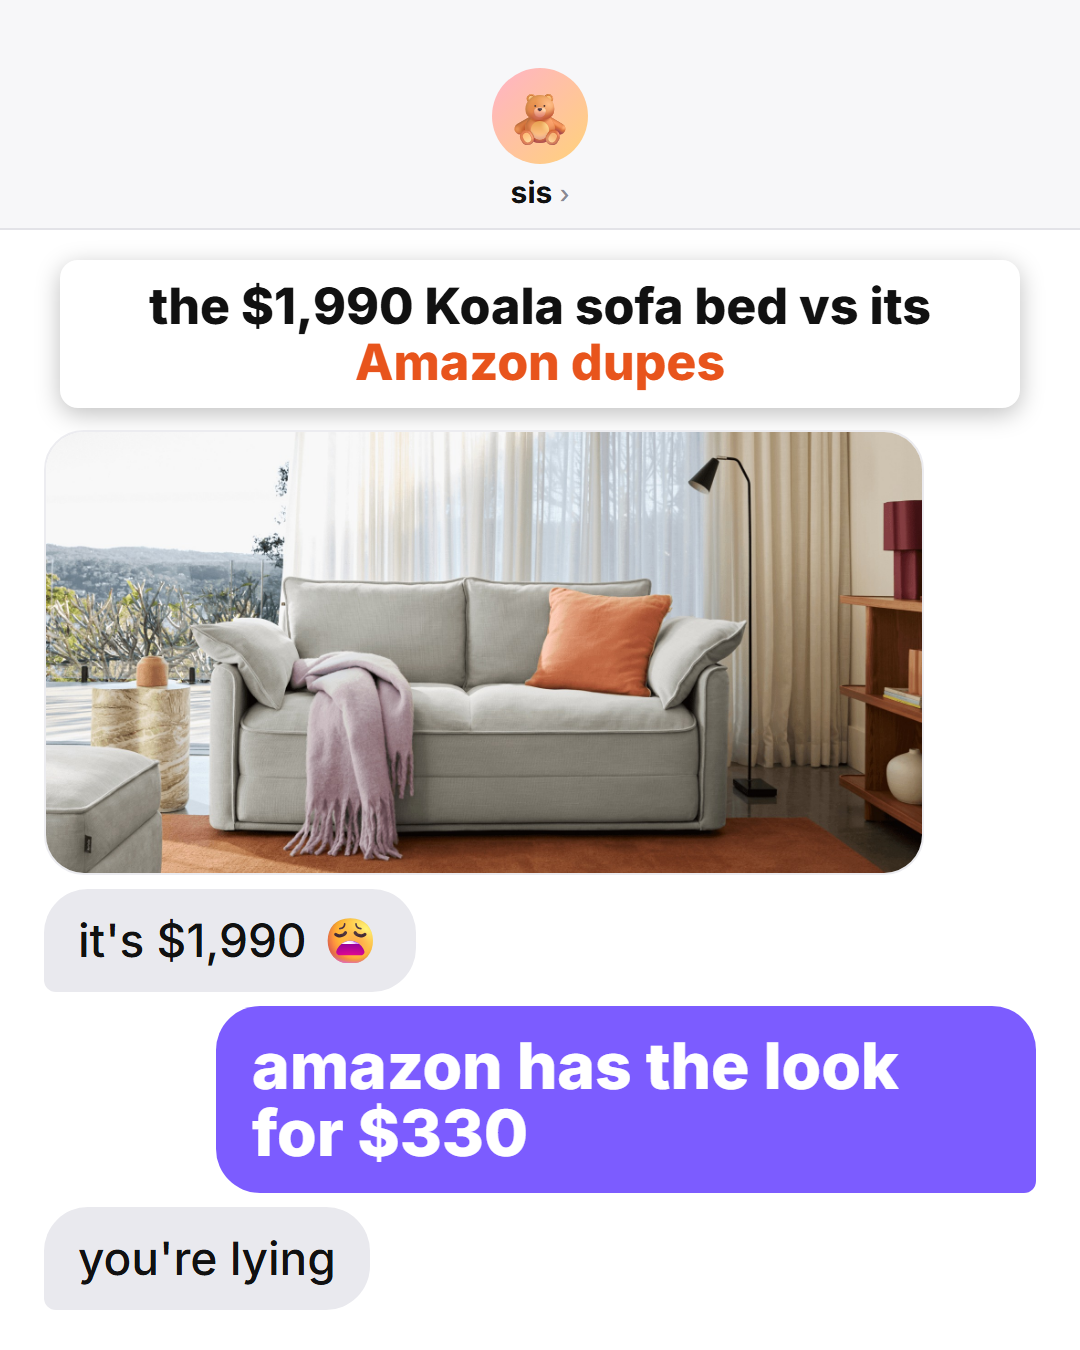 sis ›
the $1,990 Koala sofa bed vs its
Amazon dupes
it's $1,990 😩
amazon has the look
for $330
you're lying